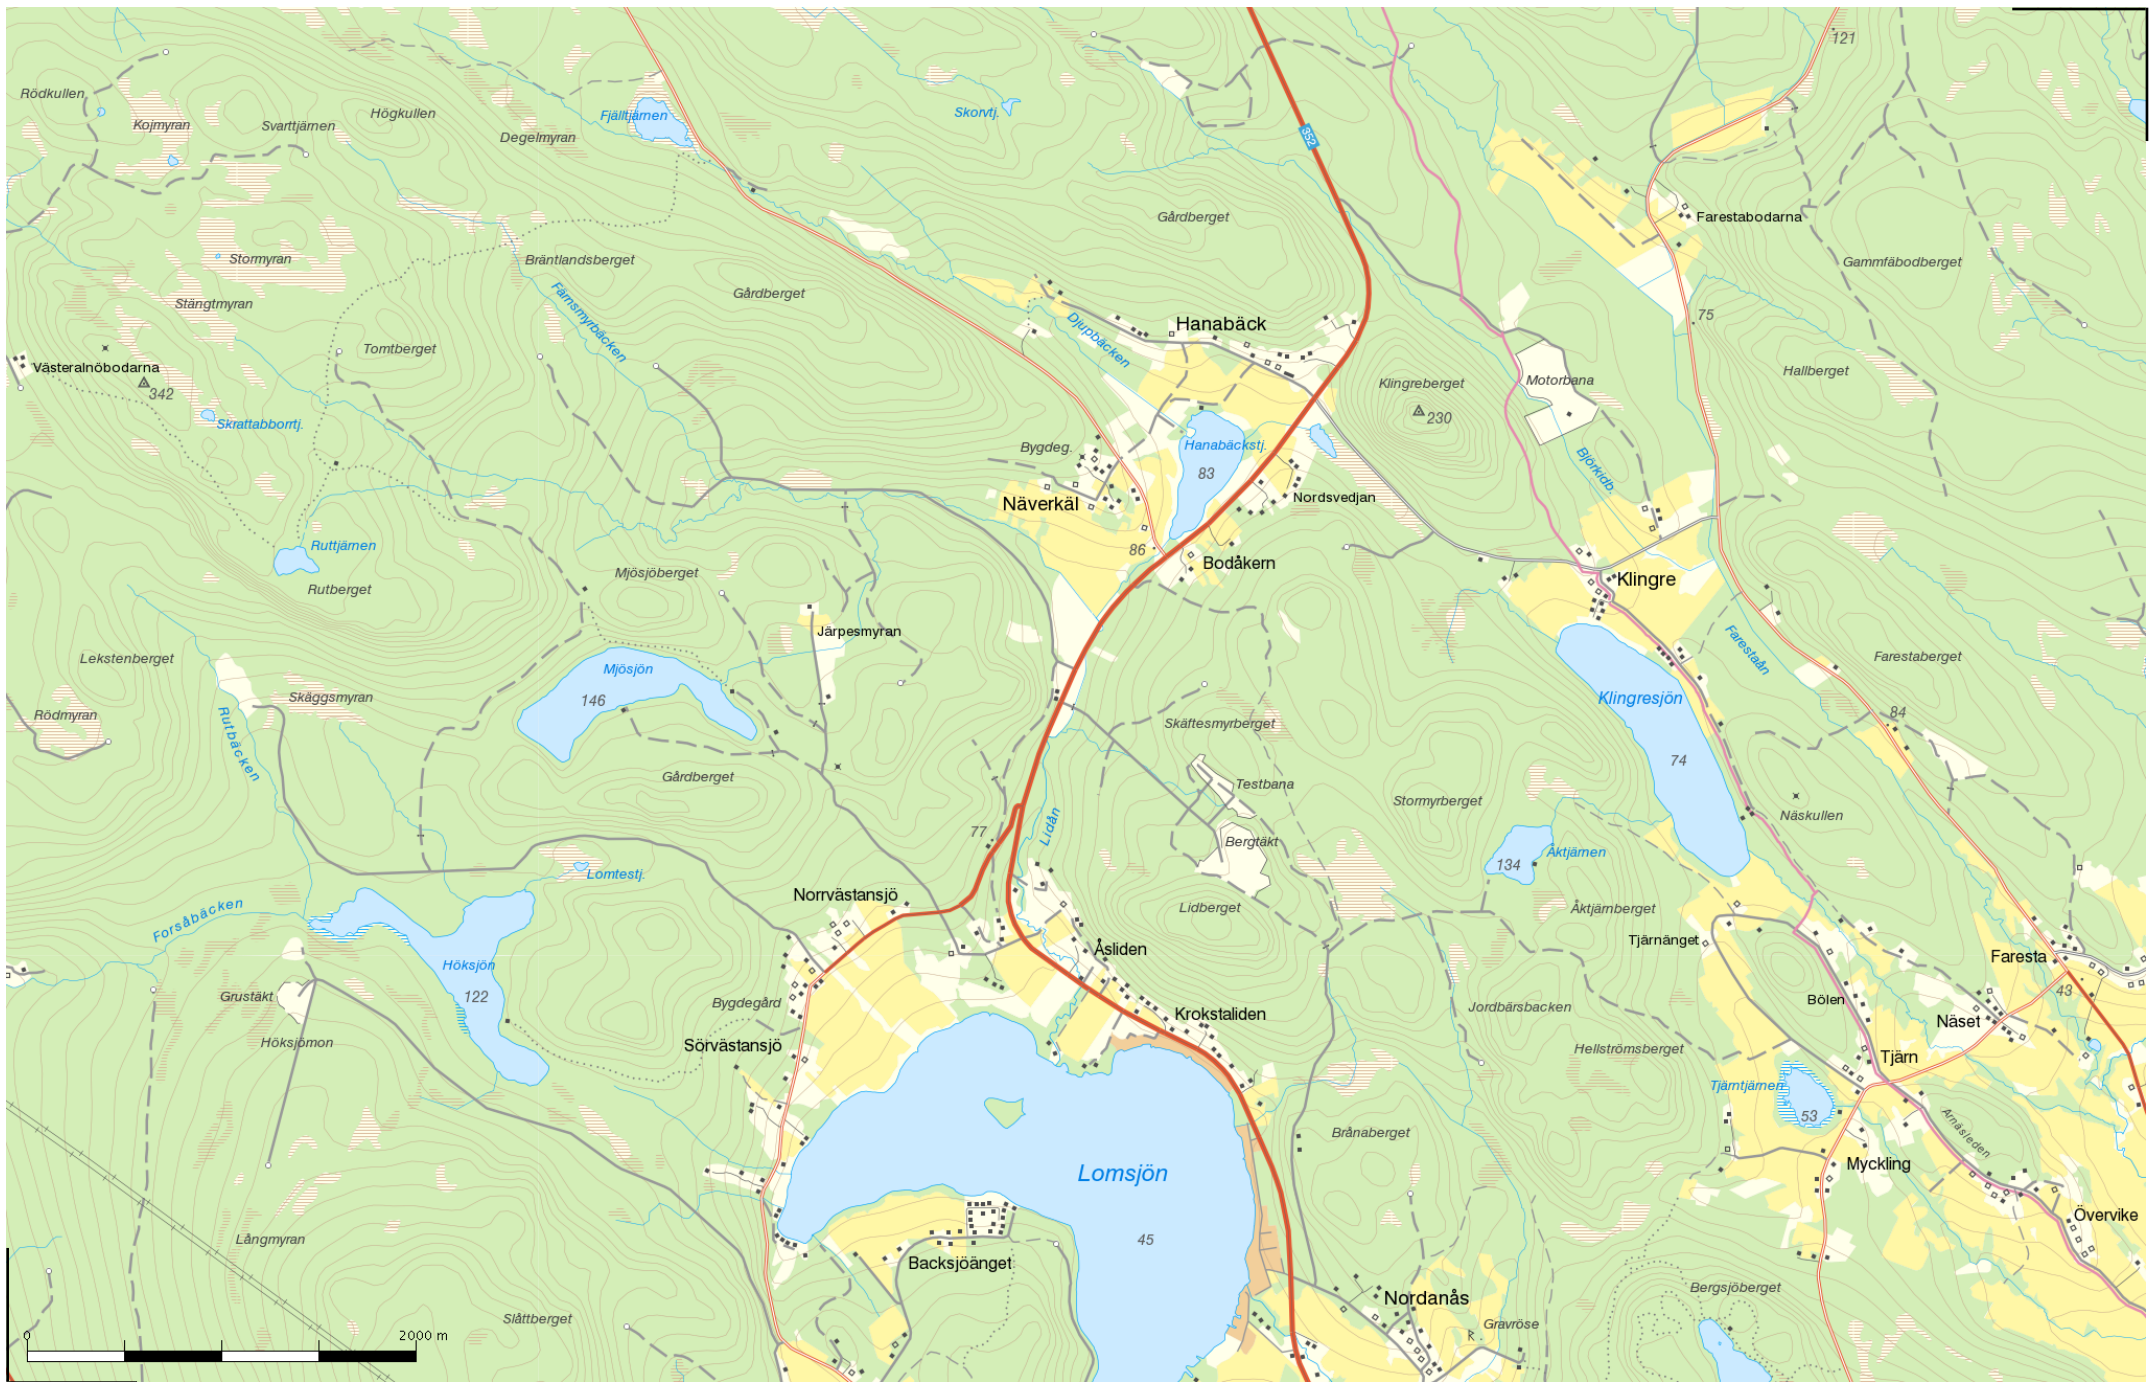 121
Rödkullen
Högkullen
Fjälltjärnen
Skorvtj.
Kojmyran
Svarttjärnen
Degelmyran
352
Gårdberget
Farestabodarna
Stormyran
Bräntlandsberget
Gammfäbodberget
Stängtmyran
Färnsmyrbäcken
Gårdberget
Djupbäcken
Hanabäck
75
Västeralnöbodarna
Tomtberget
342
Klingreberget
230
Motorbana
Hallberget
Skrattabborrtj.
Bygdeg.
Hanabäckstj.
83
Björkidb.
Näverkäl
Nordsvedjan
Ruttjärnen
86
Bodåkern
Rutberget
Mjösjöberget
Klingre
Järpesmyran
Farestaån
Lekstenberget
Mjösjön
146
Farestaberget
Skäggsmyran
Klingresjön
Rödmyran
Rutbäcken
Skäftesmyrberget
84
74
Gårdberget
Testbana
Stormyrberget
Näskullen
77
Lidån
Bergtäkt
134
Åktjärnen
Lomtestj.
Norrvästansjö
Lidberget
Åktjärnberget
Forsåbäcken
Åsliden
Tjärnänget
Faresta
Höksjön
122
Grustäkt
Bygdegård
Krokstaliden
Jordbärsbacken
Bölen
43
Näset
Höksjömon
Sörvästansjö
Hellströmsberget
Tjärn
Tjärntjärnen
53
Arnäsleden
Brånaberget
Lomsjön
Myckling
Övervike
Långmyran
45
Backsjöänget
Bergsjöberget
Nordanås
Slåttberget
Gravröse
R
0
2000 m